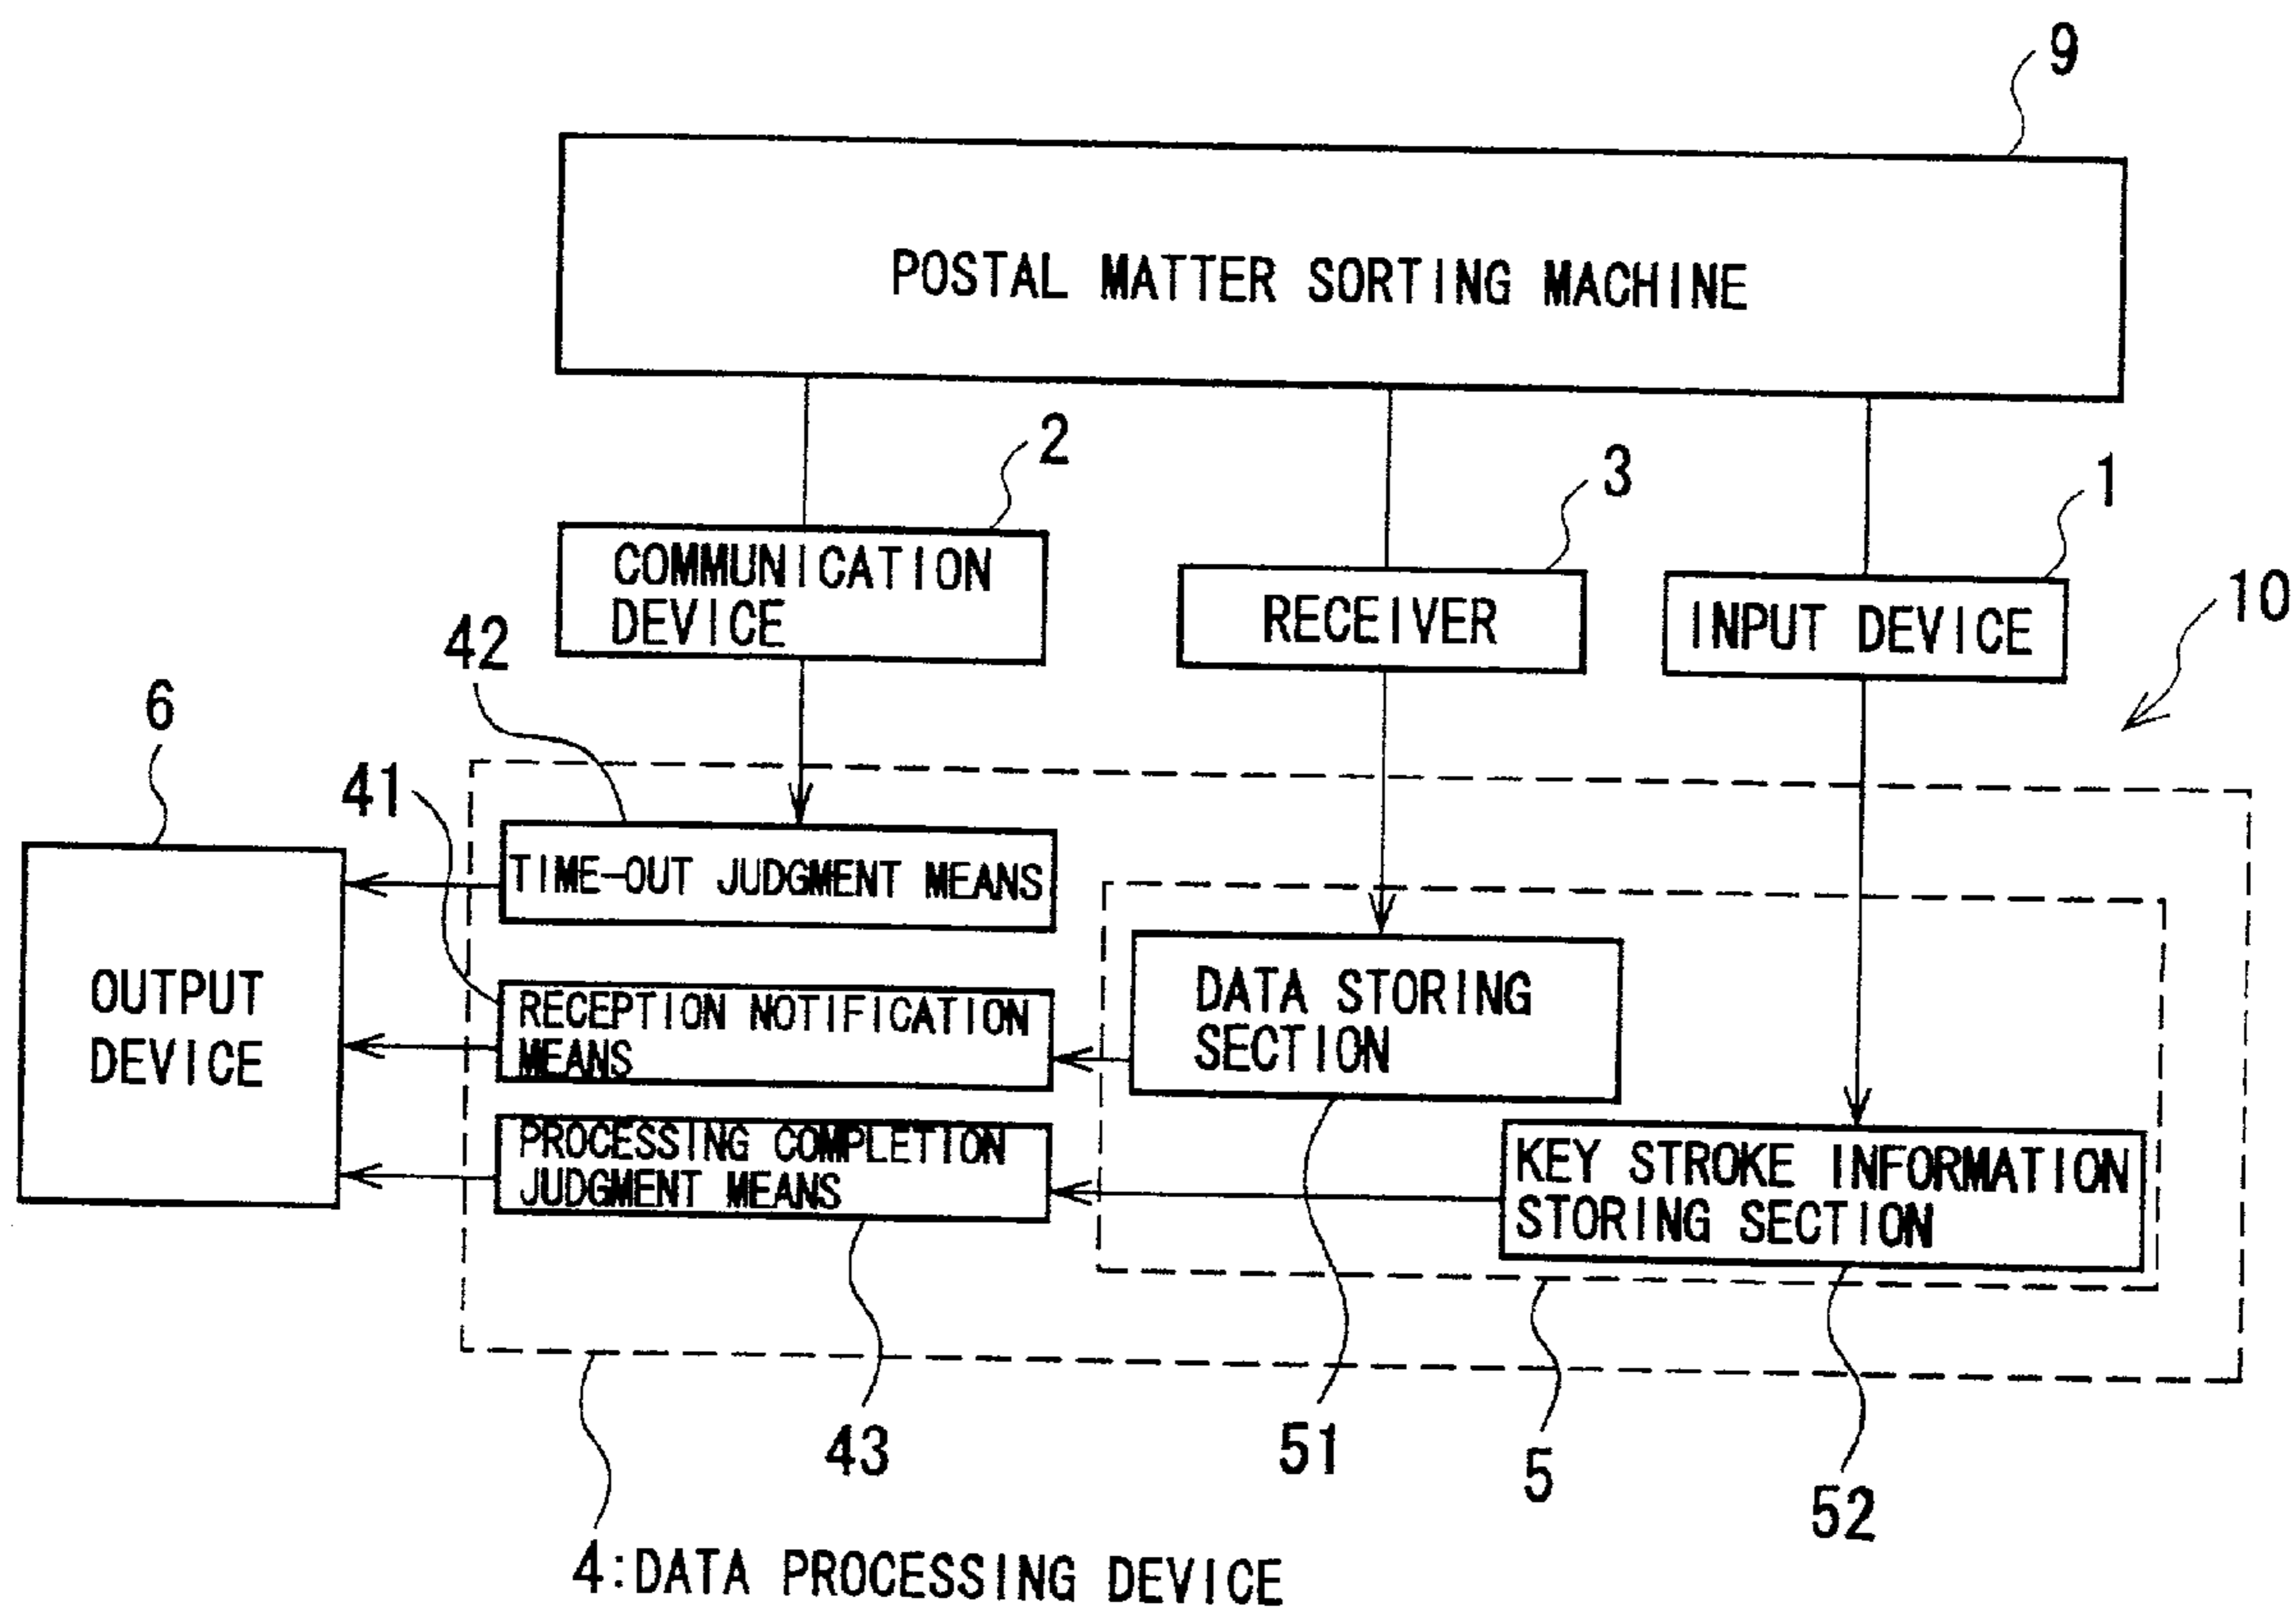 9
POSTAL MATTER SORTING MACHINE
2
3
1
COMMUNICATION
DEVICE
RECEIVER
INPUT DEVICE
10
42
6
41
TIME-OUT JUDGMENT MEANS
OUTPUT
DEVICE
RECEPTION NOTIFICATION
MEANS
DATA STORING
SECTION
PROCESSING COMPLETION
JUDGMENT MEANS
KEY STROKE INFORMATION
STORING SECTION
43
51
5
52
4:DATA PROCESSING DEVICE